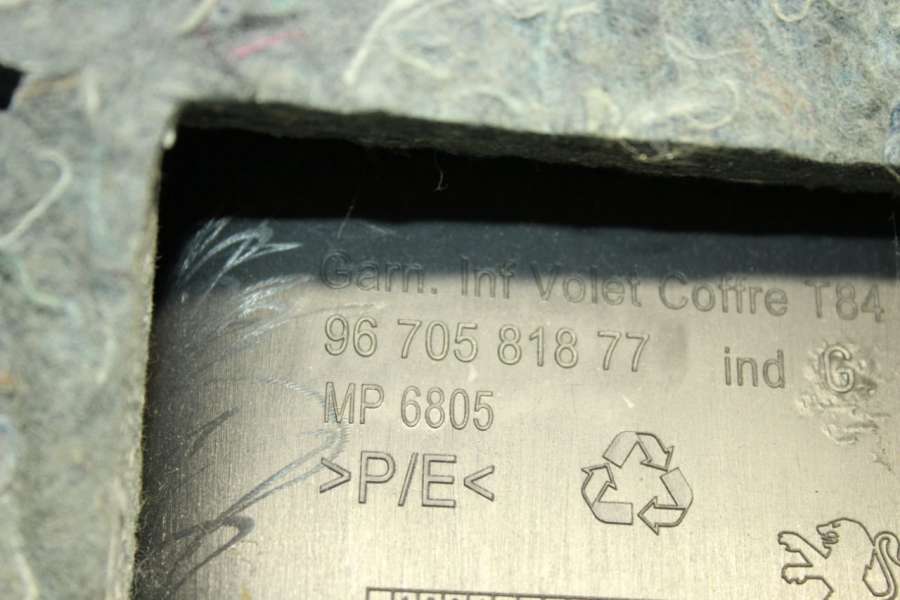 Garn. Inf Volet Coffre T84
96 705 818 77 ind G
MP 6805
>P/E<